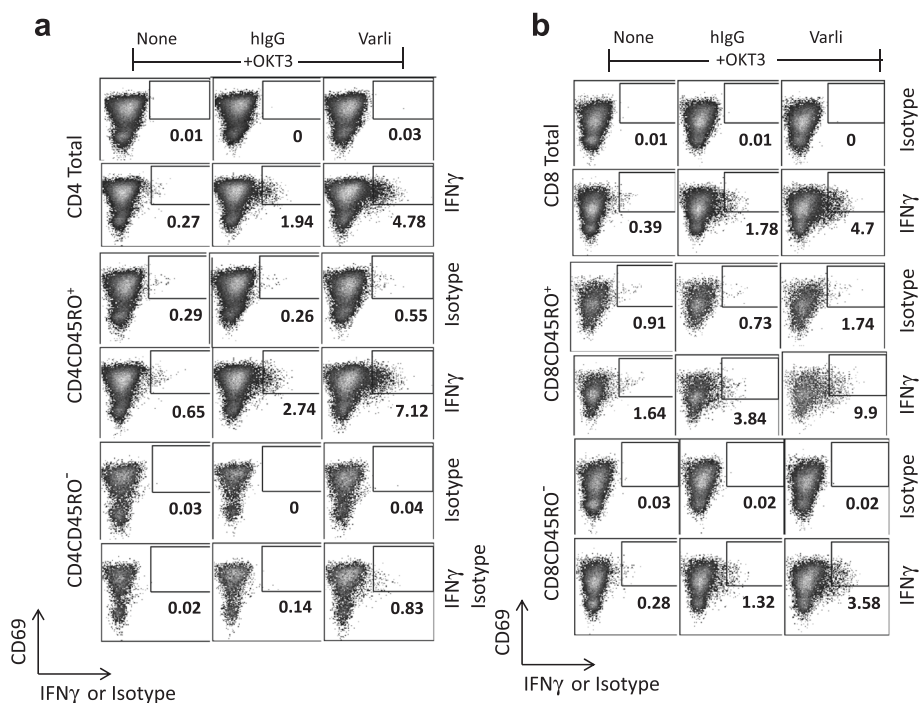 a
None hIgG Varli
+OKT3
CD4 Total
0.01 0 0.03
0.27 1.94 4.78
IFNγ
CD4CD45RO⁺
0.29 0.26 0.55
Isotype
0.65 2.74 7.12
IFNγ
CD4CD45RO⁻
0.03 0 0.04
Isotype
0.02 0.14 0.83
IFNγ
Isotype
CD69
IFNγ or Isotype
b
None hIgG Varli
+OKT3
CD8 Total
0.01 0.01 0
Isotype
0.39 1.78 4.7
IFNγ
CD8CD45RO⁺
0.91 0.73 1.74
Isotype
1.64 3.84 9.9
IFNγ
CD8CD45RO⁻
0.03 0.02 0.02
Isotype
0.28 1.32 3.58
IFNγ
CD69
IFNγ or Isotype